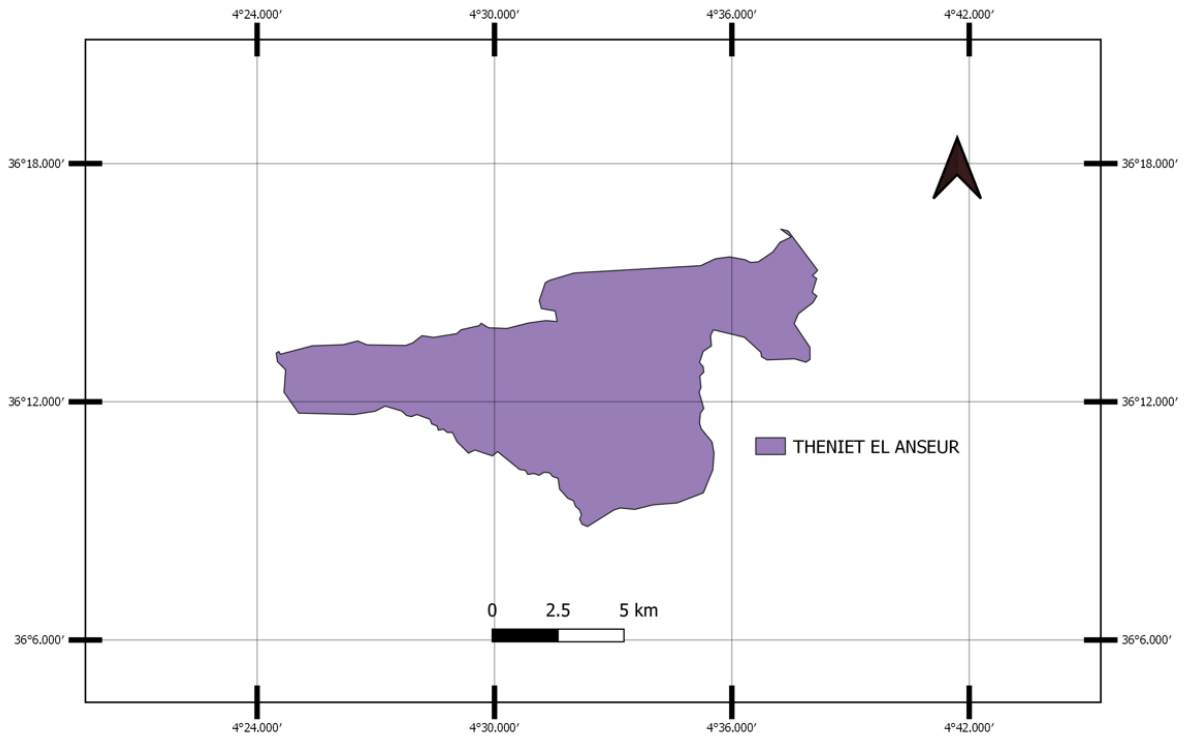 4°24.000′ 4°30.000′ 4°36.000′ 4°42.000′
36°18.000′ 36°18.000′
36°12.000′ 36°12.000′
THENIET EL ANSEUR
0 2.5 5 km
36°6.000′ 36°6.000′
4°24.000′ 4°30.000′ 4°36.000′ 4°42.000′